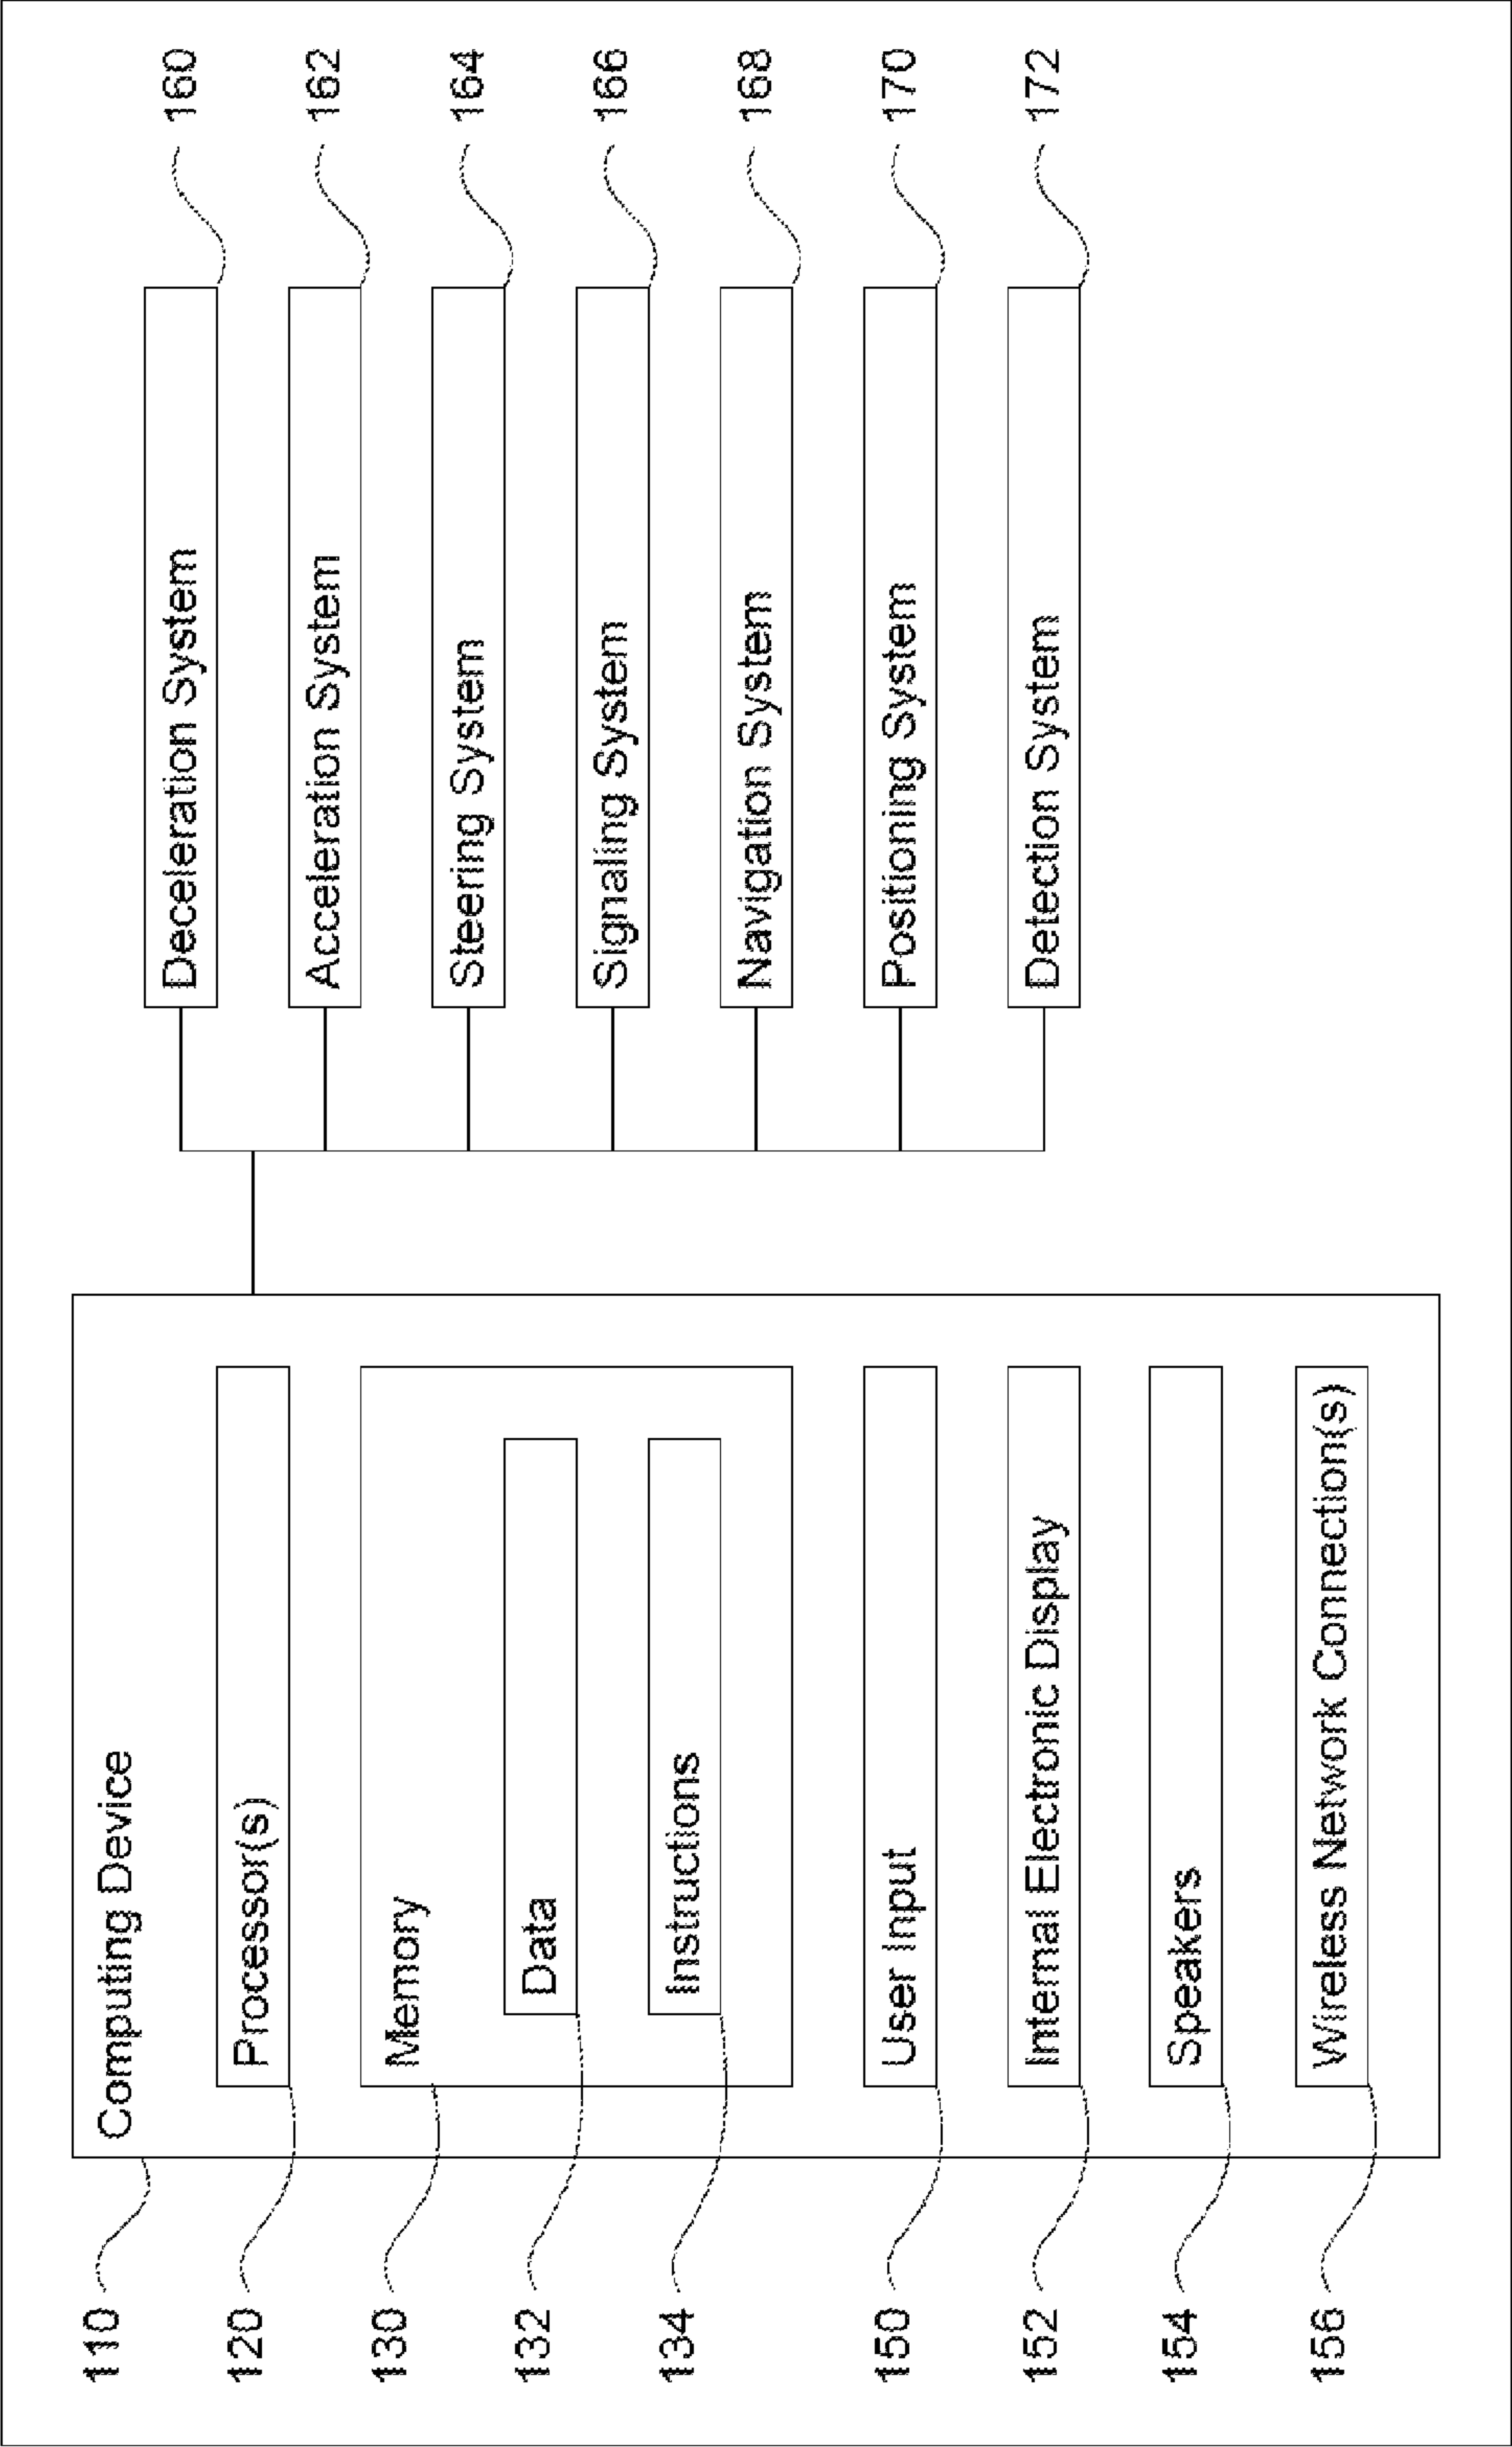 110
Computing Device
120
Processor(s)
130
Memory
132
Data
134
Instructions
150
User Input
152
Internal Electronic Display
154
Speakers
156
Wireless Network Connection(s)
Deceleration System
160
Acceleration System
162
Steering System
164
Signaling System
166
Navigation System
168
Positioning System
170
Detection System
172